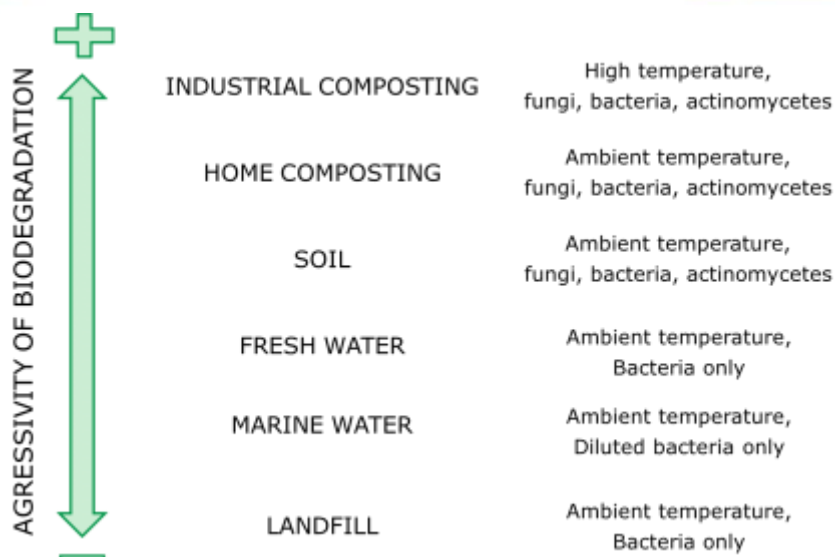 AGRESSIVITY OF BIODEGRADATION
INDUSTRIAL COMPOSTING
High temperature,
fungi, bacteria, actinomycetes
HOME COMPOSTING
Ambient temperature,
fungi, bacteria, actinomycetes
SOIL
Ambient temperature,
fungi, bacteria, actinomycetes
FRESH WATER
Ambient temperature,
Bacteria only
MARINE WATER
Ambient temperature,
Diluted bacteria only
LANDFILL
Ambient temperature,
Bacteria only